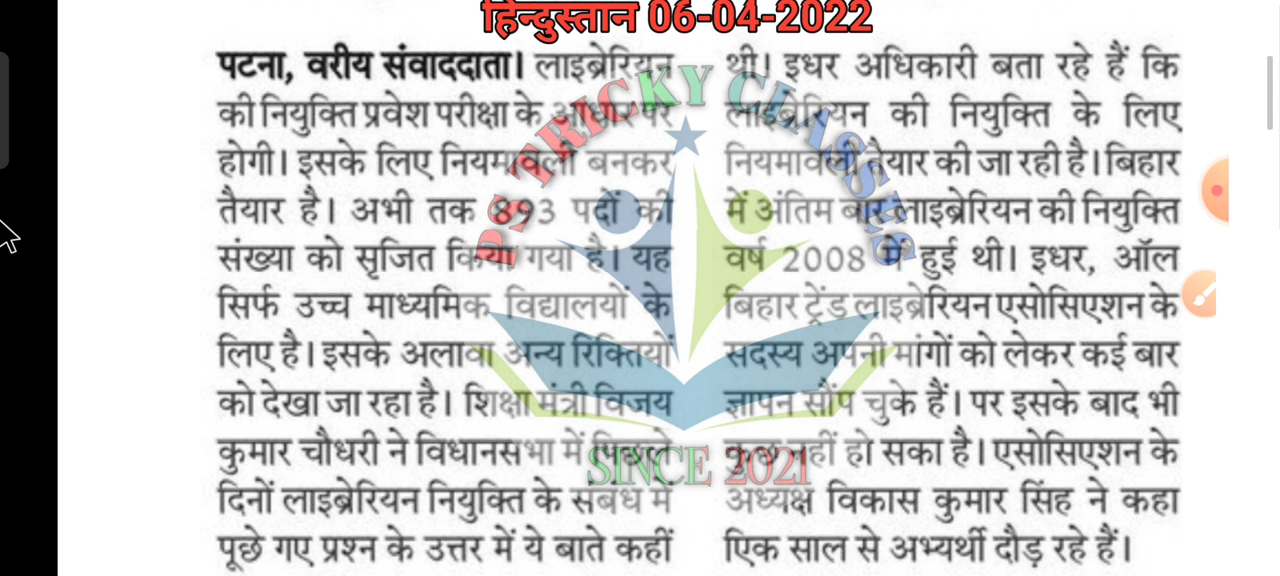 हिन्दुस्तान 06-04-2022
पटना, वरीय संवाददाता। लाइब्रेरियन
की नियुक्ति प्रवेश परीक्षा के आधार पर
होगी। इसके लिए नियमावली बनकर
तैयार है। अभी तक 893 पदों की
संख्या को सृजित किया गया है। यह
सिर्फ उच्च माध्यमिक विद्यालयों के
लिए है। इसके अलावा अन्य रिक्तियों
को देखा जा रहा है। शिक्षा मंत्री विजय
कुमार चौधरी ने विधानसभा में पिछले
दिनों लाइब्रेरियन नियुक्ति के संबंध में
पूछे गए प्रश्न के उत्तर में ये बाते कहीं
थी। इधर अधिकारी बता रहे हैं कि
लाइब्रेरियन की नियुक्ति के लिए
नियमावली तैयार की जा रही है। बिहार
में अंतिम बार लाइब्रेरियन की नियुक्ति
वर्ष 2008 में हुई थी। इधर, ऑल
बिहार ट्रेंड लाइब्रेरियन एसोसिएशन के
सदस्य अपनी मांगों को लेकर कई बार
ज्ञापन सौंप चुके हैं। पर इसके बाद भी
कुछ नहीं हो सका है। एसोसिएशन के
अध्यक्ष विकास कुमार सिंह ने कहा
एिक साल से अभ्यर्थी दौड़ रहे हैं।
PS TRICKY CLASSES
SINCE 2021